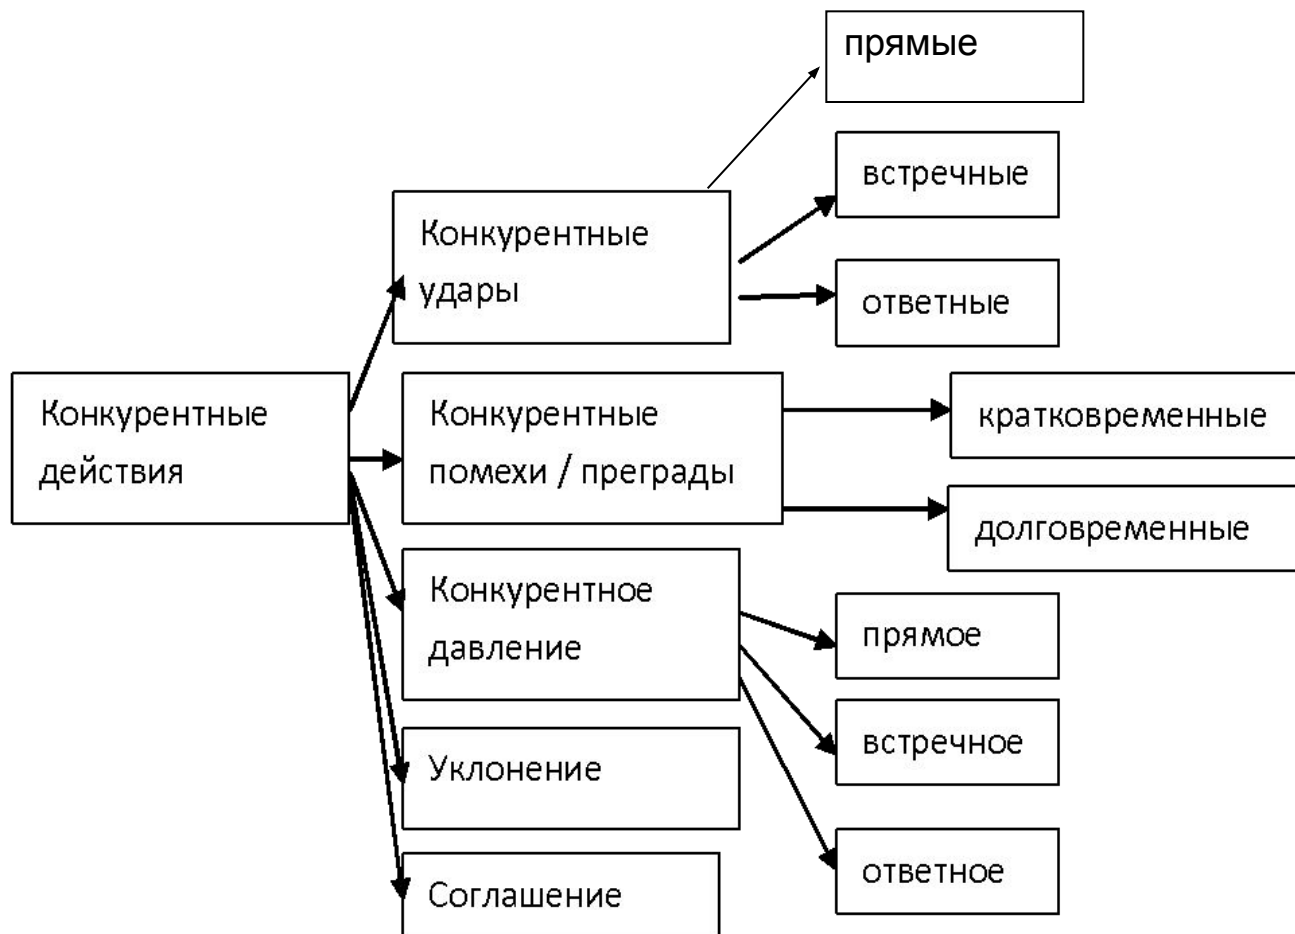 прямые
встречные
Конкурентные
удары
ответные
Конкурентные
действия
Конкурентные
помехи / преграды
кратковременные
долговременные
Конкурентное
давление
прямое
встречное
Уклонение
ответное
Соглашение